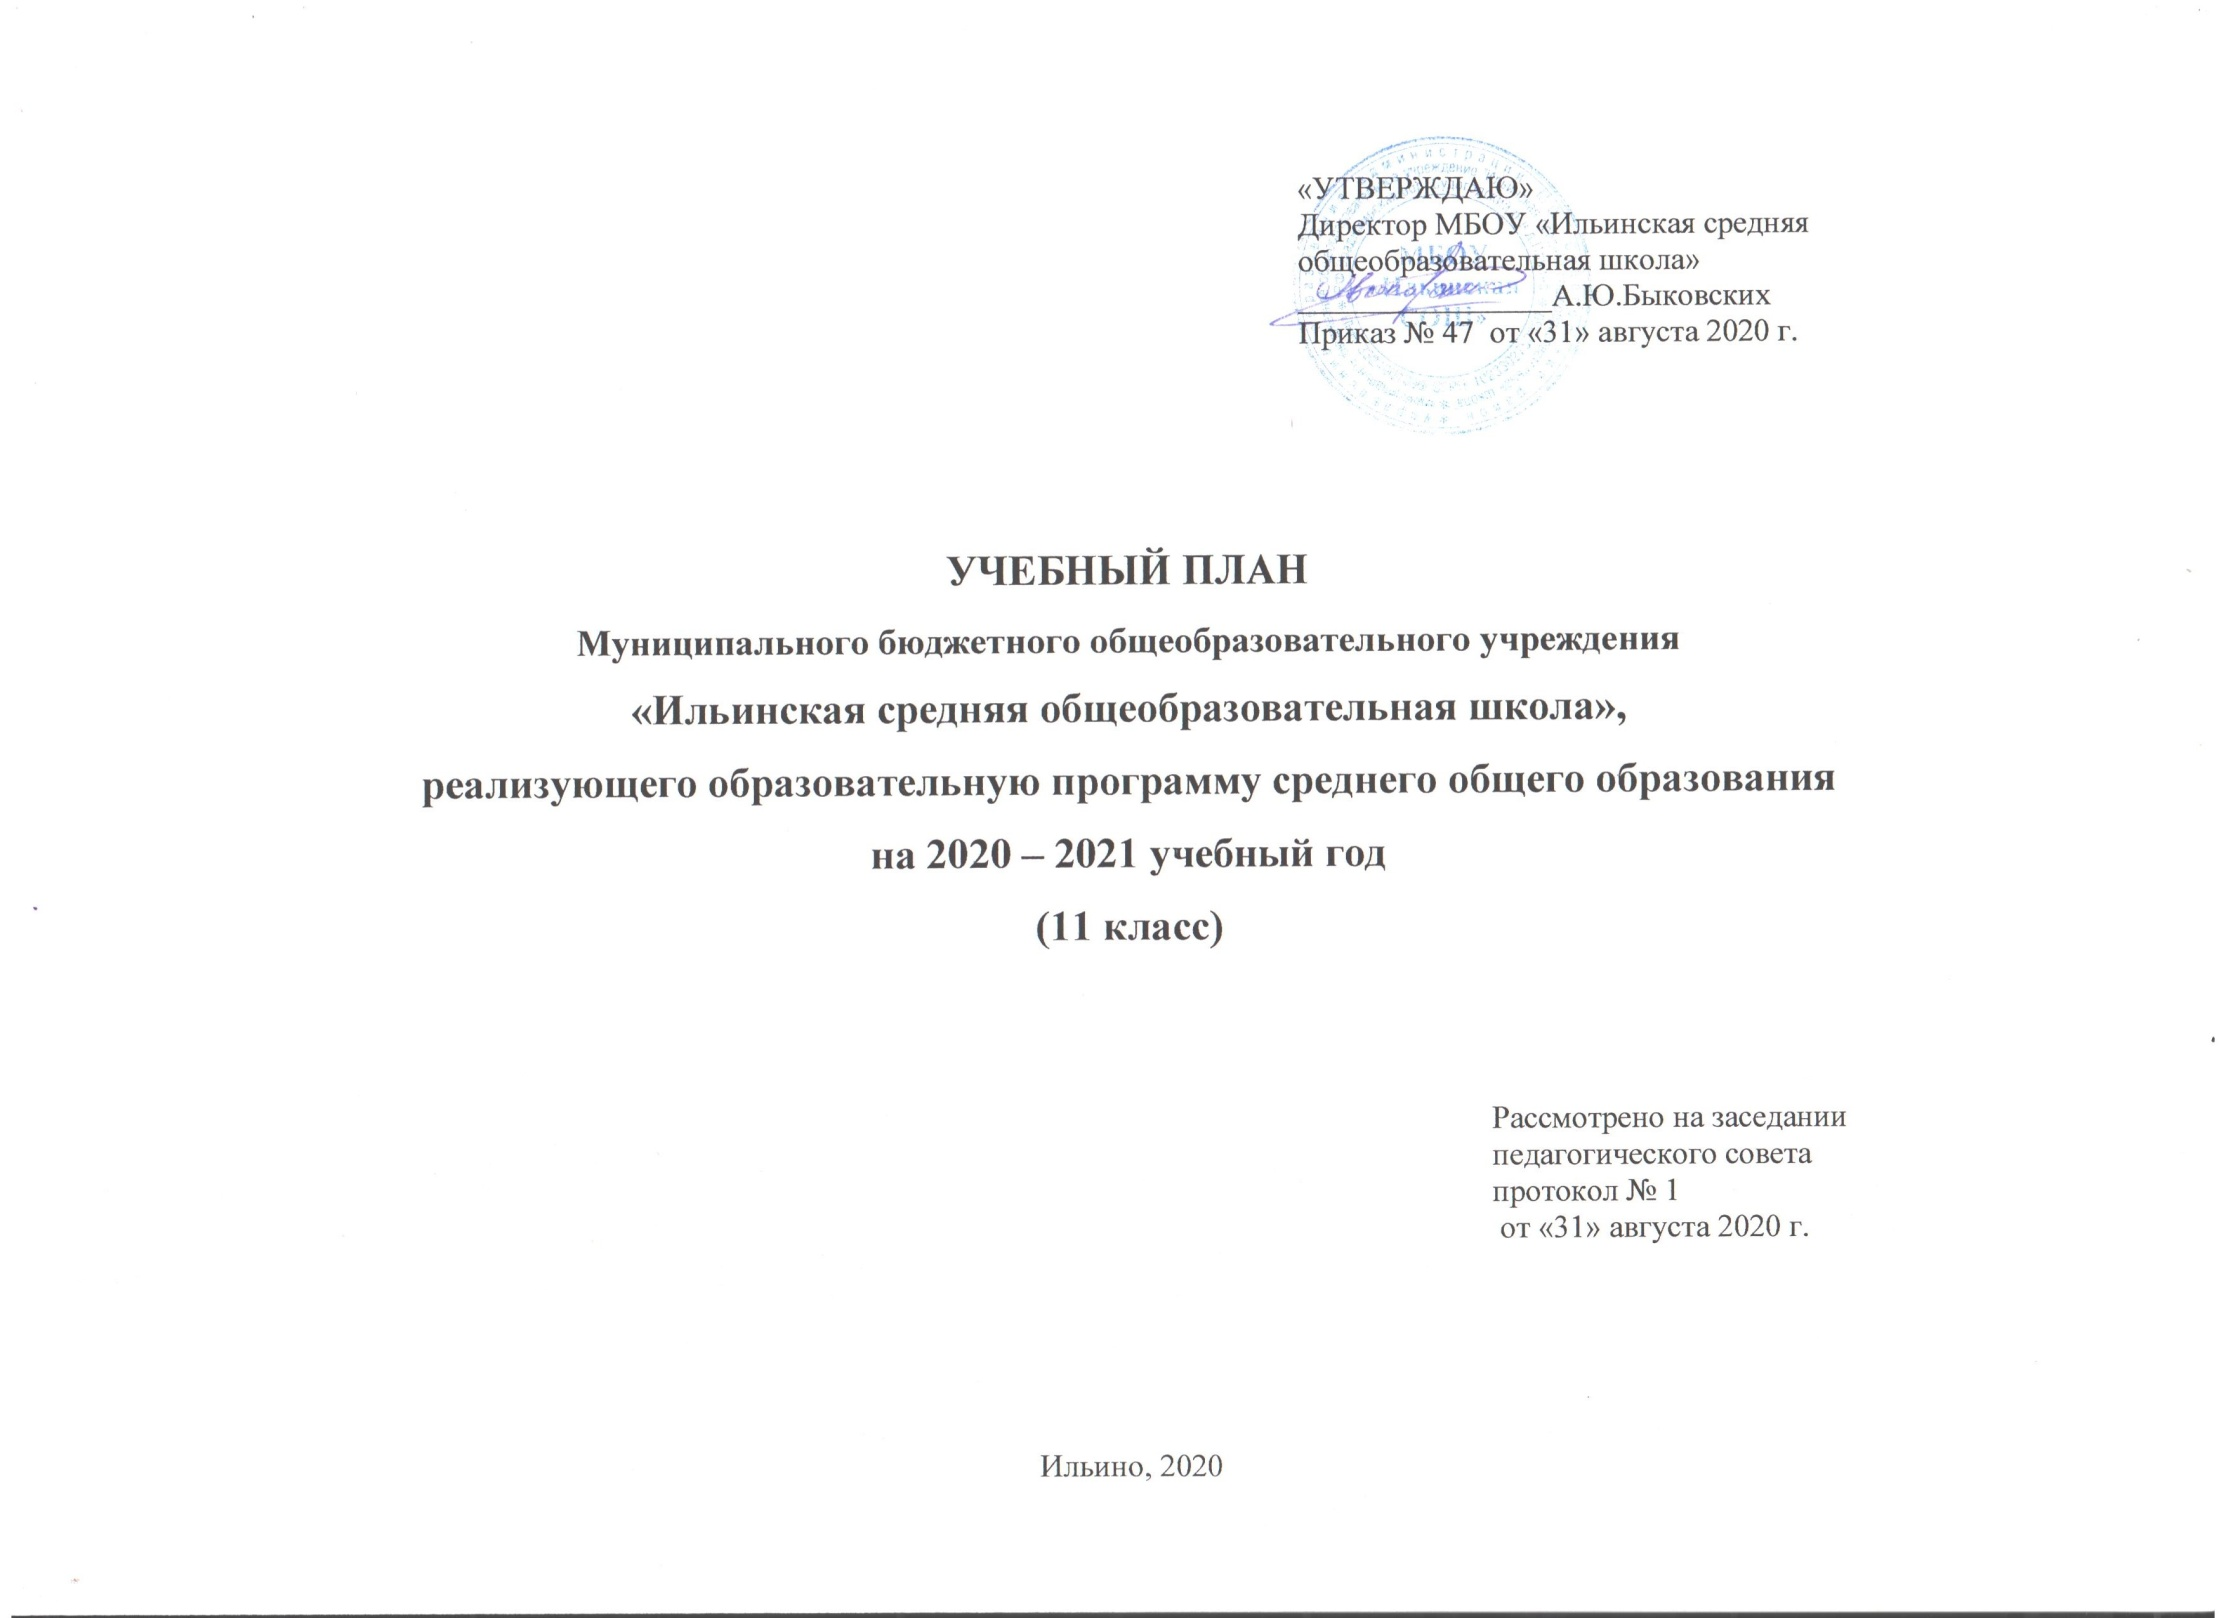 «УТВЕРЖДАЮ»
Директор МБОУ «Ильинская средняя
общеобразовательная школа»
А.Ю.Быковских
Приказ № 47 от «31» августа 2020 г.
МБОУ
СОШ»
УЧЕБНЫЙ ПЛАН
Муниципального бюджетного общеобразовательного учреждения
«Ильинская средняя общеобразовательная школа»,
реализующего образовательную программу среднего общего образования
на 2020 – 2021 учебный год
(11 класс)
Рассмотрено на заседании
педагогического совета
протокол № 1
от «31» августа 2020 г.
Ильино, 2020